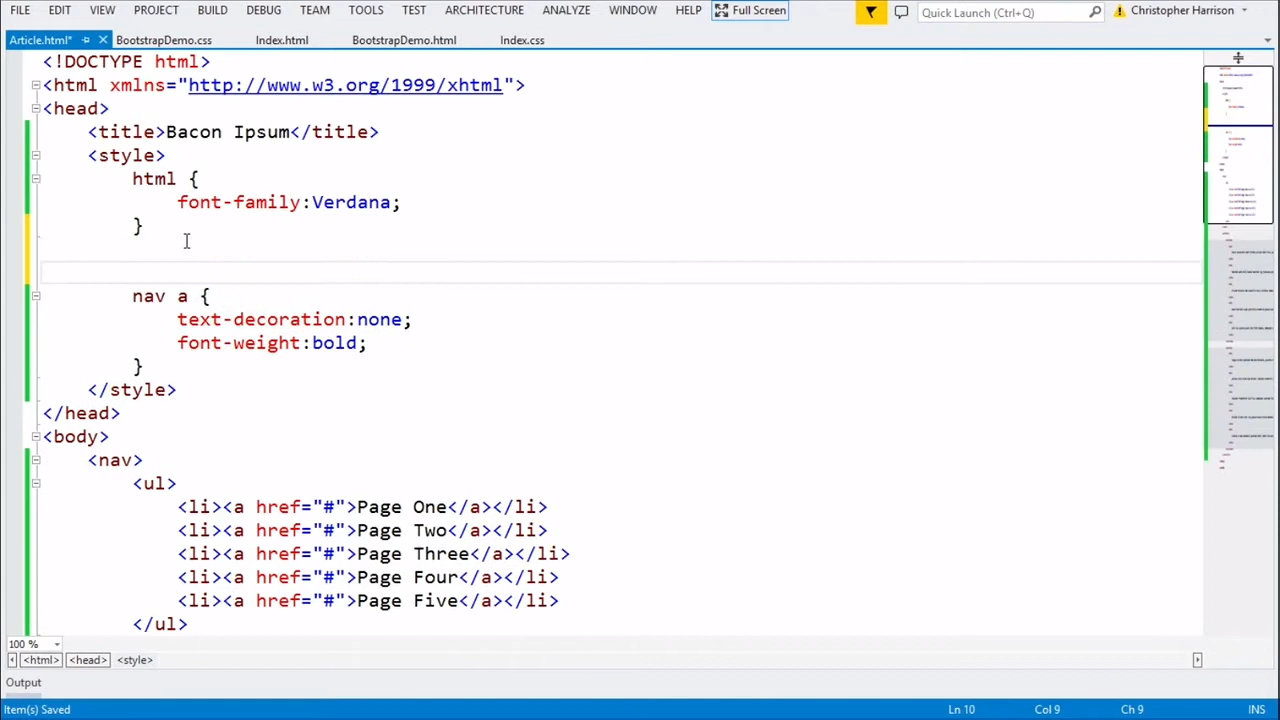 FILE EDIT VIEW PROJECT BUILD DEBUG TEAM TOOLS TEST ARCHITECTURE ANALYZE WINDOW HELP Full Screen Quick Launch (Ctrl+Q) Christopher Harrison
Article.html* BootstrapDemo.css Index.html BootstrapDemo.html Index.css
<!DOCTYPE html>
<html xmlns="http://www.w3.org/1999/xhtml">
<head>
<title>Bacon Ipsum</title>
<style>
html {
font-family:Verdana;
}
nav a {
text-decoration:none;
font-weight:bold;
}
</style>
</head>
<body>
<nav>
<ul>
<li><a href="#">Page One</a></li>
<li><a href="#">Page Two</a></li>
<li><a href="#">Page Three</a></li>
<li><a href="#">Page Four</a></li>
<li><a href="#">Page Five</a></li>
</ul>
100 %
<html> <head> <style>
Output
Item(s) Saved Ln 10 Col 9 Ch 9 INS